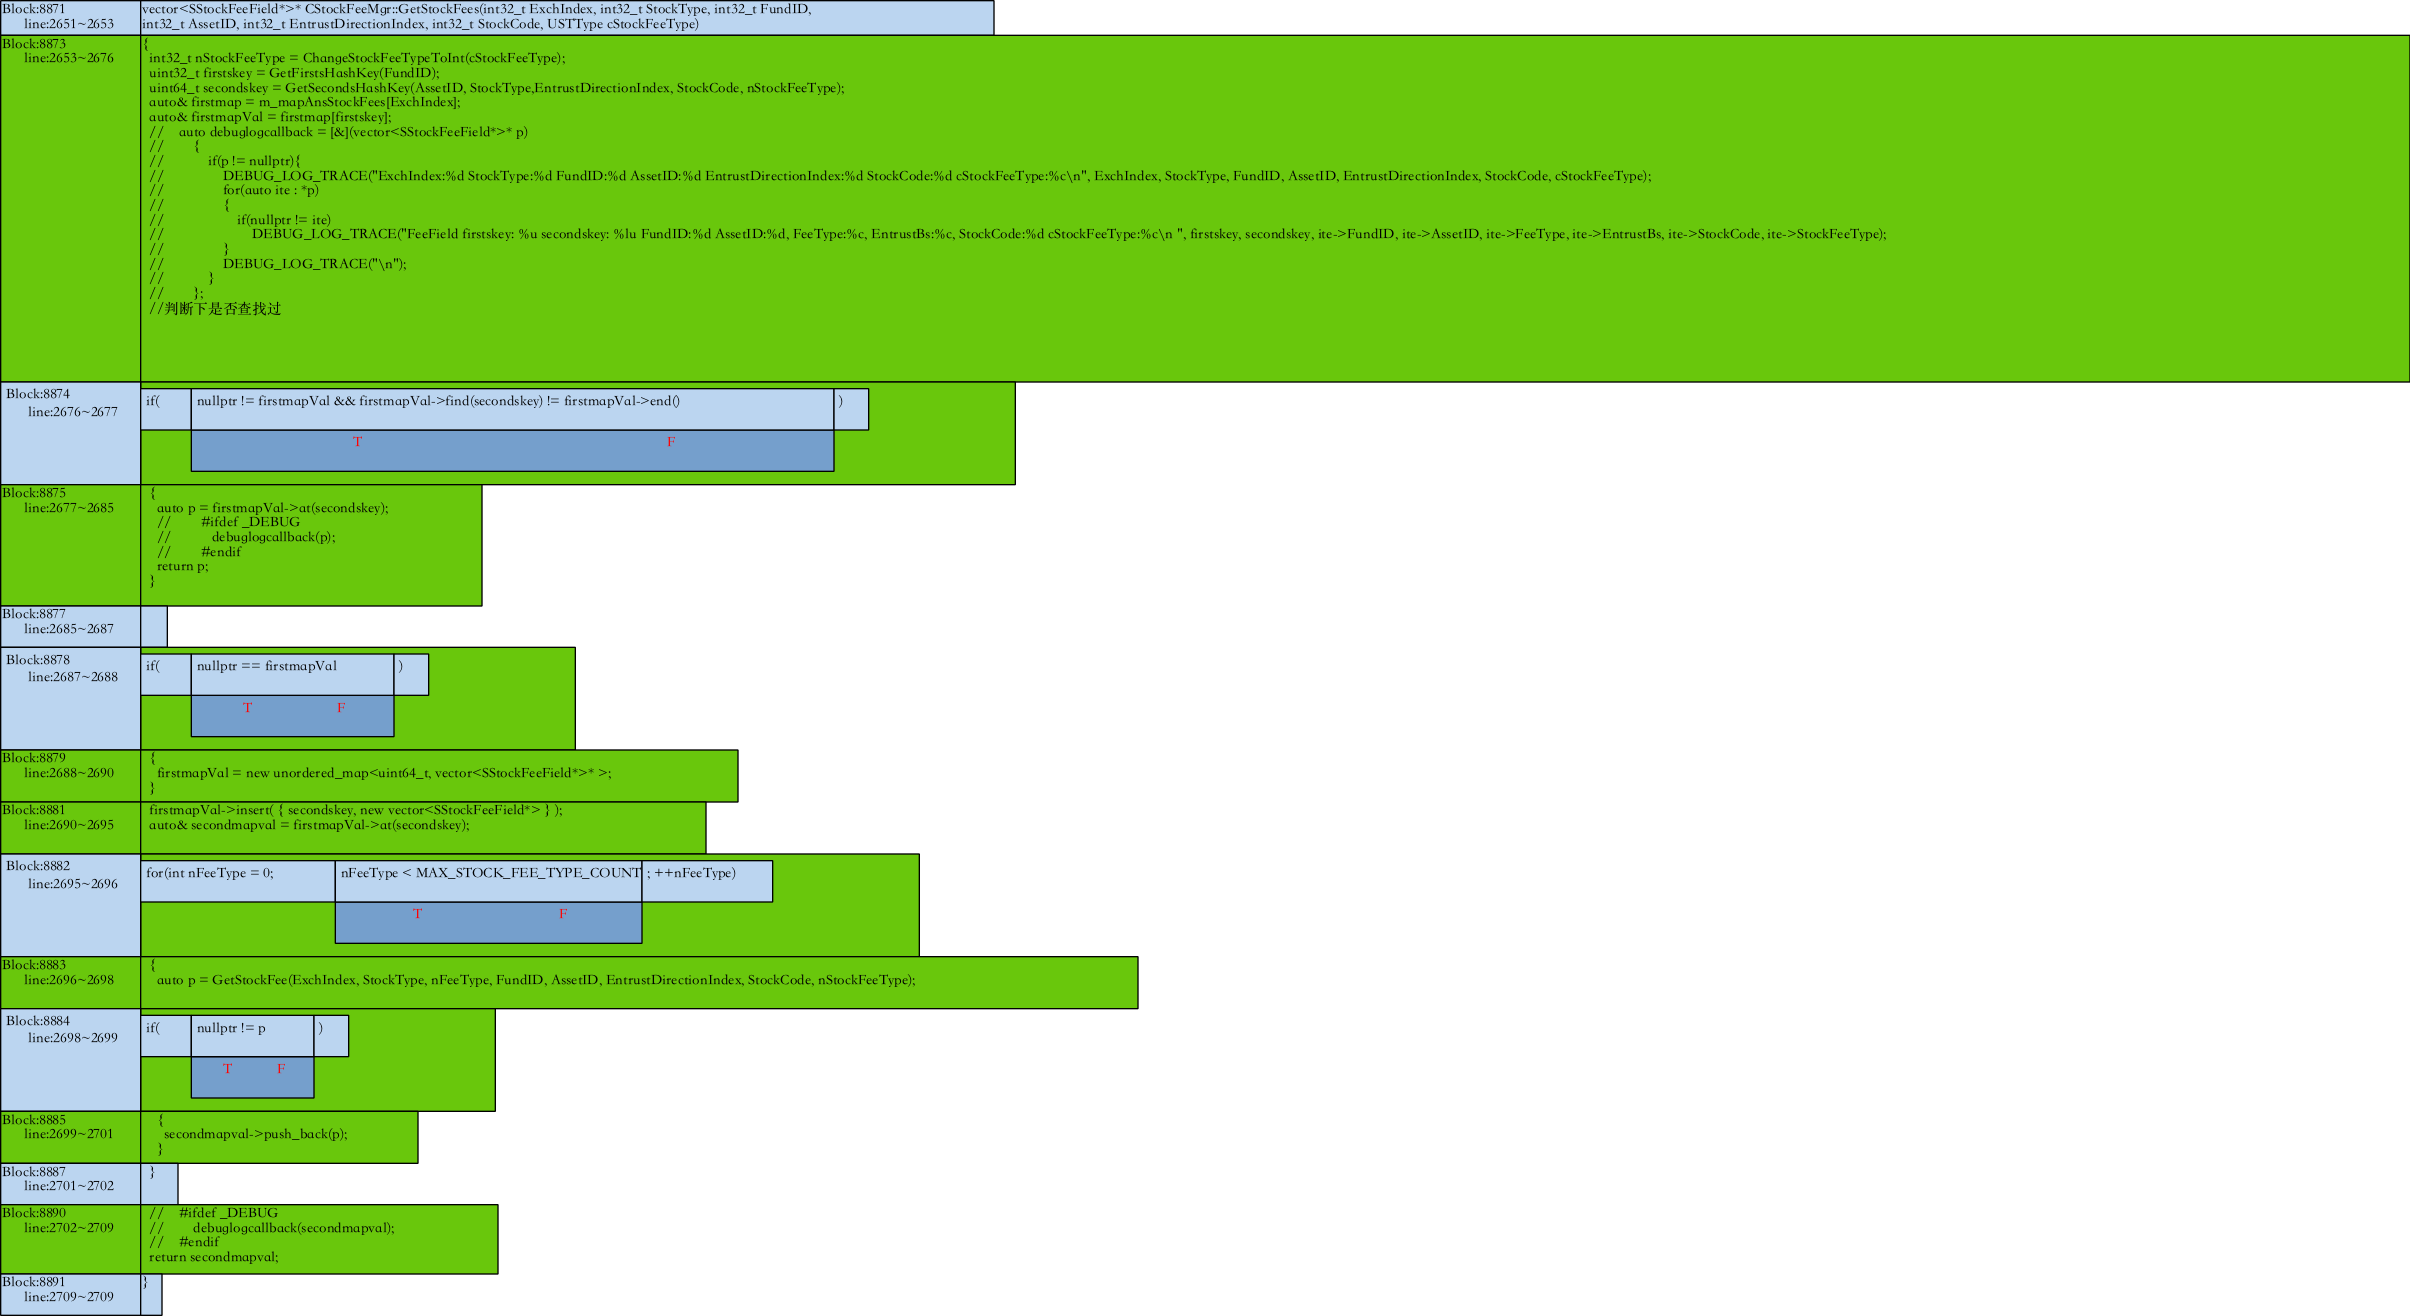 Block:8871
line:2651~2653
vector<SStockFeeField*>* CStockFeeMgr::GetStockFees(int32_t ExchIndex, int32_t StockType, int32_t FundID,
int32_t AssetID, int32_t EntrustDirectionIndex, int32_t StockCode, USTType cStockFeeType)
Block:8873
line:2653~2676
{
int32_t nStockFeeType = ChangeStockFeeTypeToInt(cStockFeeType);
uint32_t firstskey = GetFirstsHashKey(FundID);
uint64_t secondskey = GetSecondsHashKey(AssetID, StockType,EntrustDirectionIndex, StockCode, nStockFeeType);
auto& firstmap = m_mapAnsStockFees[ExchIndex];
auto& firstmapVal = firstmap[firstskey];
// auto debuglogcallback = [&](vector<SStockFeeField*>* p)
// {
// if(p != nullptr){
// DEBUG_LOG_TRACE("ExchIndex:%d StockType:%d FundID:%d AssetID:%d EntrustDirectionIndex:%d StockCode:%d cStockFeeType:%c\n", ExchIndex, StockType, FundID, AssetID, EntrustDirectionIndex, StockCode, cStockFeeType);
// for(auto ite : *p)
// {
// if(nullptr != ite)
// DEBUG_LOG_TRACE("FeeField firstskey: %u secondskey: %lu FundID:%d AssetID:%d, FeeType:%c, EntrustBs:%c, StockCode:%d cStockFeeType:%c\n ", firstskey, secondskey, ite->FundID, ite->AssetID, ite->FeeType, ite->EntrustBs, ite->StockCode, ite->StockFeeType);
// }
// DEBUG_LOG_TRACE("\n");
// }
// };
//判断下是否查找过
Block:8874
line:2676~2677
if( nullptr != firstmapVal && firstmapVal->find(secondskey) != firstmapVal->end() )
T F
Block:8875
line:2677~2685
{
auto p = firstmapVal->at(secondskey);
// #ifdef _DEBUG
// debuglogcallback(p);
// #endif
return p;
}
Block:8877
line:2685~2687
Block:8878
line:2687~2688
if( nullptr == firstmapVal )
T F
Block:8879
line:2688~2690
{
firstmapVal = new unordered_map<uint64_t, vector<SStockFeeField*>* >;
}
Block:8881
line:2690~2695
firstmapVal->insert( { secondskey, new vector<SStockFeeField*> } );
auto& secondmapval = firstmapVal->at(secondskey);
Block:8882
line:2695~2696
for(int nFeeType = 0; nFeeType < MAX_STOCK_FEE_TYPE_COUNT ; ++nFeeType)
T F
Block:8883
line:2696~2698
{
auto p = GetStockFee(ExchIndex, StockType, nFeeType, FundID, AssetID, EntrustDirectionIndex, StockCode, nStockFeeType);
Block:8884
line:2698~2699
if( nullptr != p )
T F
Block:8885
line:2699~2701
{
secondmapval->push_back(p);
}
Block:8887
line:2701~2702
}
Block:8890
line:2702~2709
// #ifdef _DEBUG
// debuglogcallback(secondmapval);
// #endif
return secondmapval;
Block:8891
line:2709~2709
}